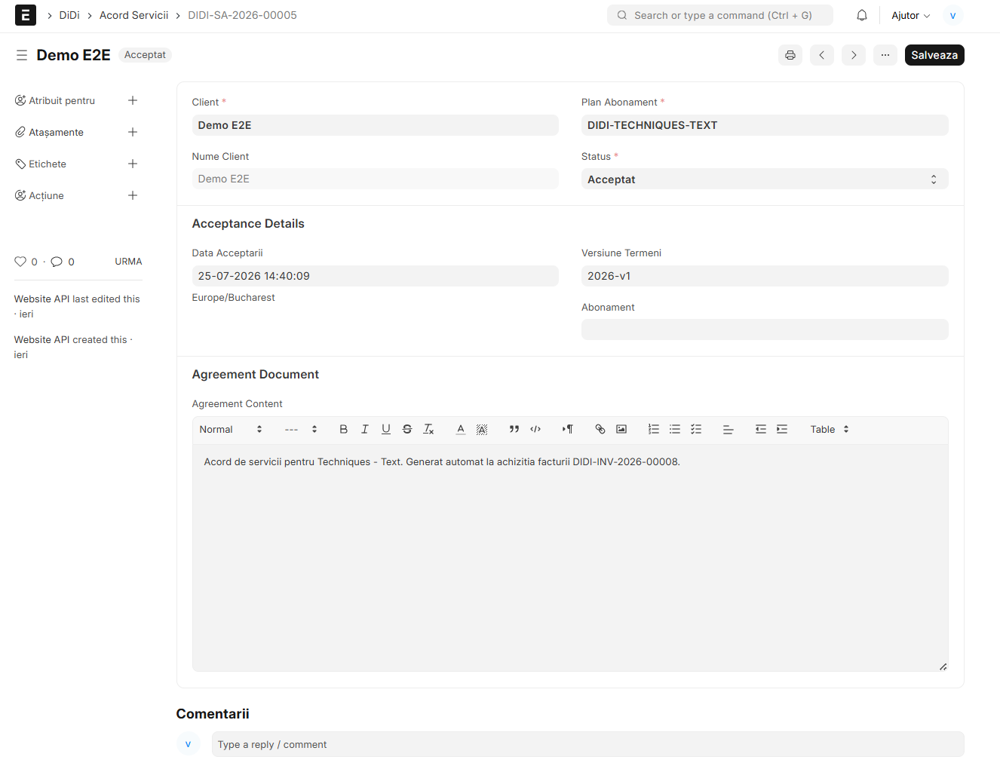 E
DiDi
Acord Servicii
DIDI-SA-2026-00005
Search or type a command (Ctrl + G)
Ajutor
v
Demo E2E
Acceptat
Salveaza
Atribuit pentru
Atașamente
Etichete
Acțiune
0 · 0
URMA
Website API last edited this
· ieri
Website API created this ·
ieri
Client *
Demo E2E
Plan Abonament *
DIDI-TECHNIQUES-TEXT
Nume Client
Demo E2E
Status *
Acceptat
Acceptance Details
Data Acceptarii
25-07-2026 14:40:09
Europe/Bucharest
Versiune Termeni
2026-v1
Abonament
Agreement Document
Agreement Content
Normal
---
Table
Acord de servicii pentru Techniques - Text. Generat automat la achizitia facturii DIDI-INV-2026-00008.
Comentarii
v
Type a reply / comment